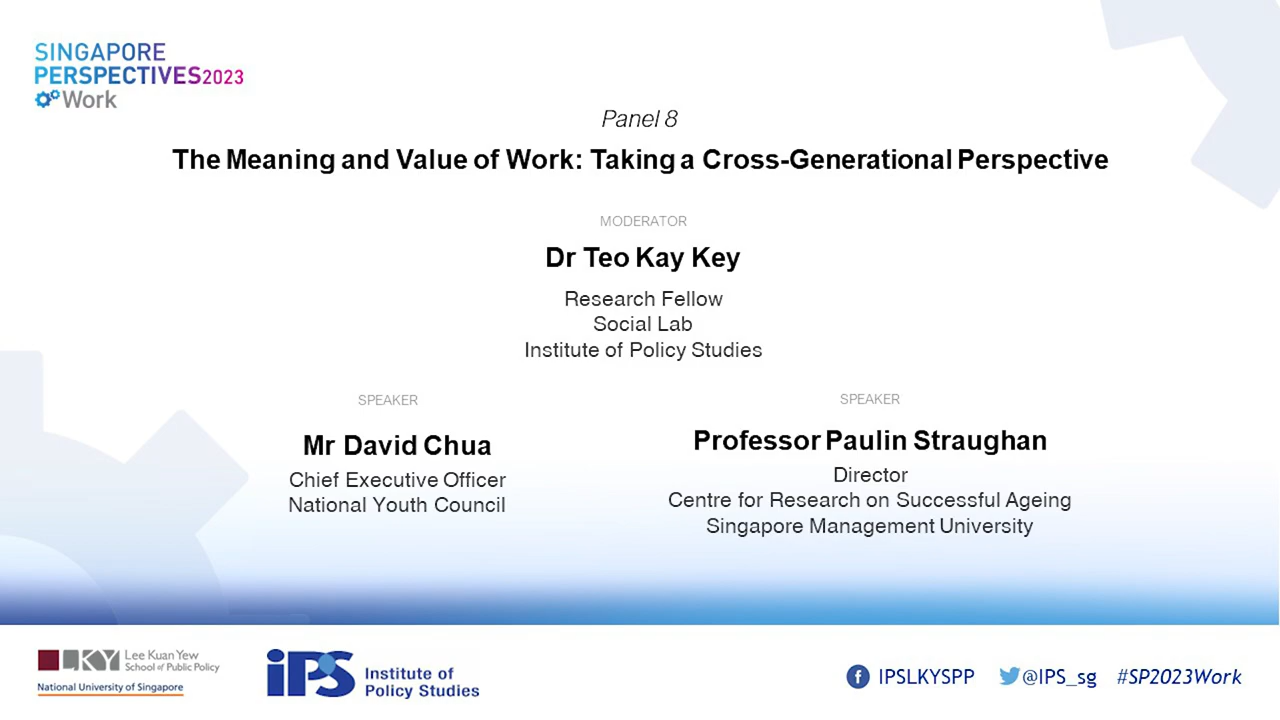 SINGAPORE
PERSPECTIVES2023
Work
Panel 8
The Meaning and Value of Work: Taking a Cross-Generational Perspective
MODERATOR
Dr Teo Kay Key
Research Fellow
Social Lab
Institute of Policy Studies
SPEAKER
Mr David Chua
Chief Executive Officer
National Youth Council
SPEAKER
Professor Paulin Straughan
Director
Centre for Research on Successful Ageing
Singapore Management University
LKY Lee Kuan Yew
School of Public Policy
National University of Singapore
iPS Institute of
Policy Studies
IPSLKYSPP @IPS_sg #SP2023Work